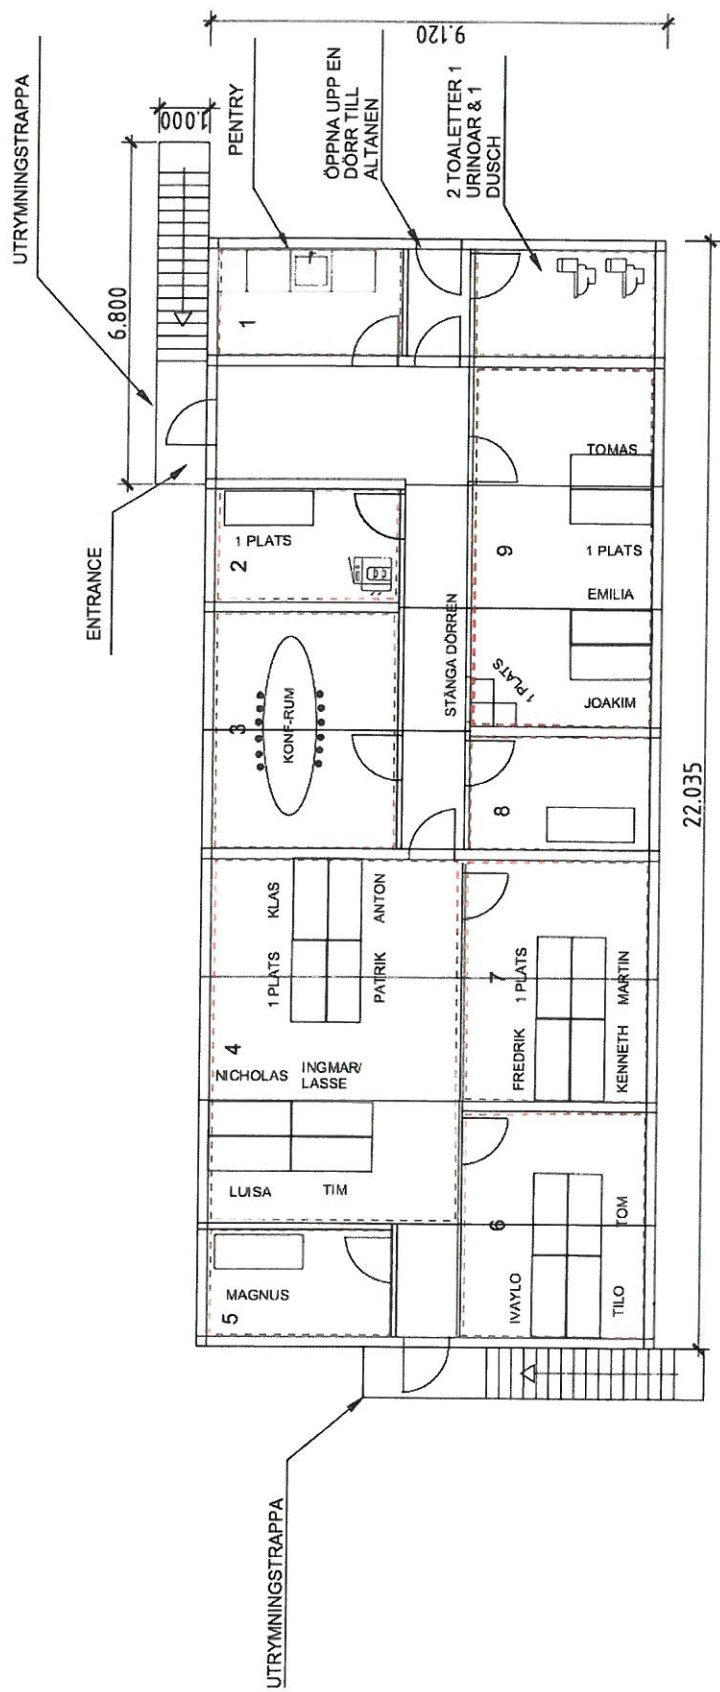 UTRYMNINGSTRAPPA
ENTRANCE
6.800
1.000
PENTRY
ÖPPNA UPP EN
DÖRR TILL
ALTANEN
2 TOALETTER 1
URINOAR & 1
DUSCH
9.120
1
2
1 PLATS
3
KONF-RUM
4
1 PLATS
KLAS
PATRIK
ANTON
NICHOLAS
INGMAR/
LASSE
LUISA
TIM
5
MAGNUS
STÄNGA DÖRREN
6
IVAYLO
TILO
TOM
7
FREDRIK
1 PLATS
KENNETH
MARTIN
8
9
1 PLATS
JOAKIM
EMILIA
1 PLATS
TOMAS
UTRYMNINGSTRAPPA
22.035